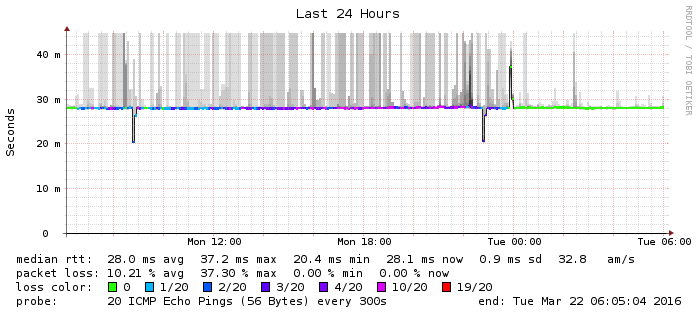 Last 24 Hours
RRDTOOL / TOBI OETIKER
Seconds
40 m
30 m
20 m
10 m
0
Mon 12:00 Mon 18:00 Tue 00:00 Tue 06:00
median rtt: 28.0 ms avg 37.2 ms max 20.4 ms min 28.1 ms now 0.9 ms sd 32.8 am/s
packet loss: 10.21 % avg 37.30 % max 0.00 % min 0.00 % now
loss color: 0 1/20 2/20 3/20 4/20 10/20 19/20
probe: 20 ICMP Echo Pings (56 Bytes) every 300s end: Tue Mar 22 06:05:04 2016